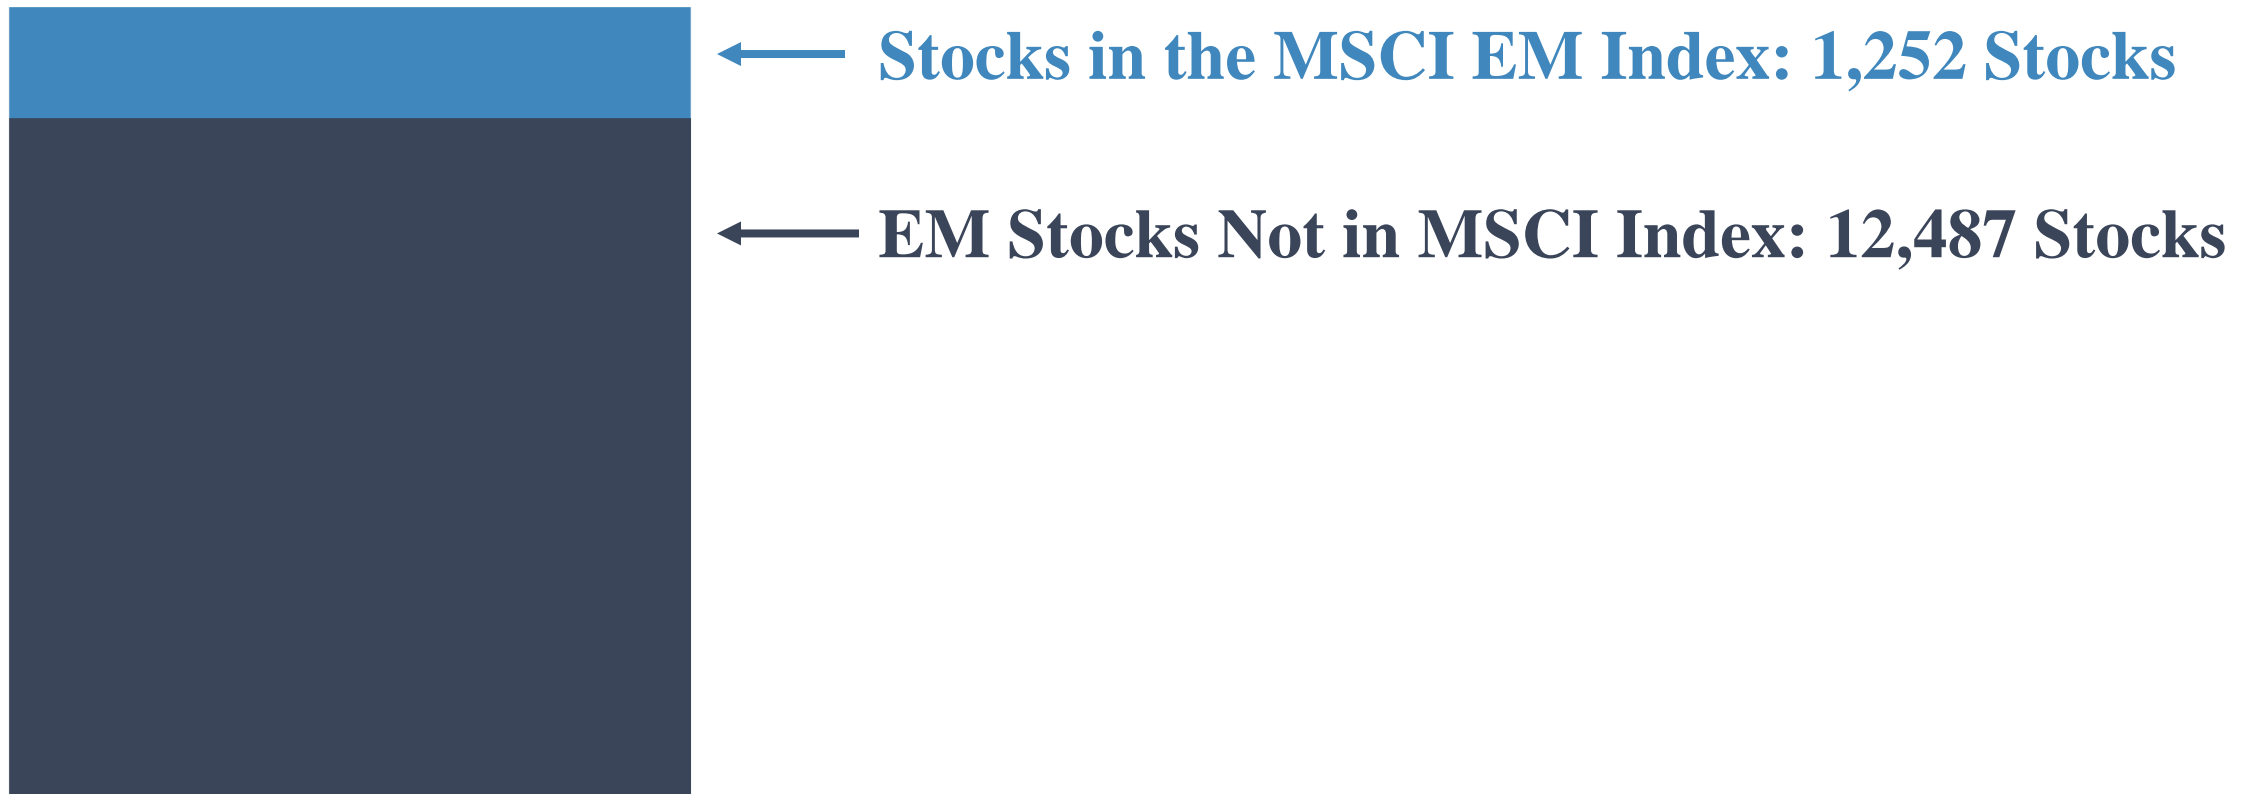 Stocks in the MSCI EM Index: 1,252 Stocks
EM Stocks Not in MSCI Index: 12,487 Stocks